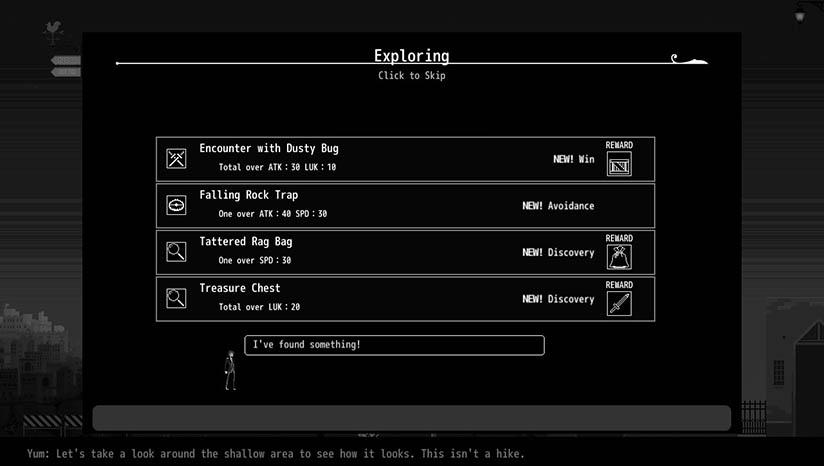 Exploring
Click to Skip
Encounter with Dusty Bug
Total over ATK:30 LUK:10
NEW! Win
REWARD
Falling Rock Trap
One over ATK:40 SPD:30
NEW! Avoidance
Tattered Rag Bag
One over SPD:30
NEW! Discovery
REWARD
Treasure Chest
Total over LUK:20
NEW! Discovery
REWARD
I've found something!
Yum: Let's take a look around the shallow area to see how it looks. This isn't a hike.